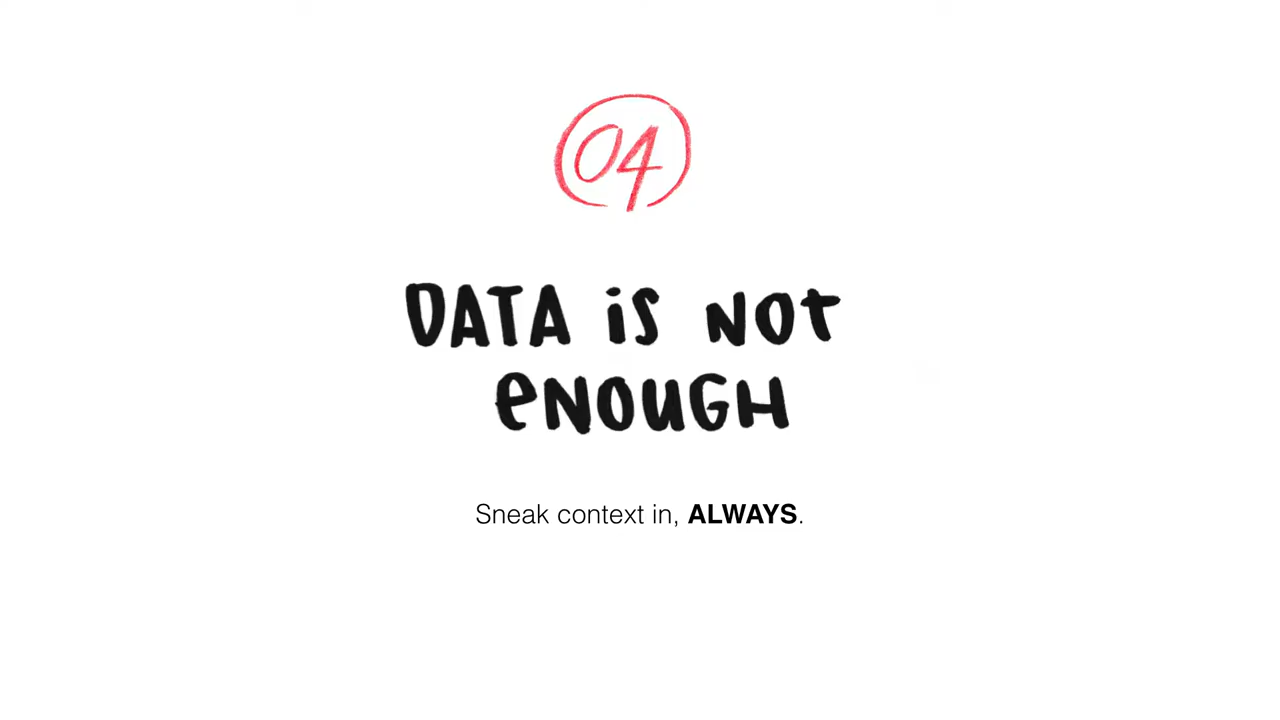 04
DATA is NOt
eNOUGH
Sneak context in, ALWAYS.